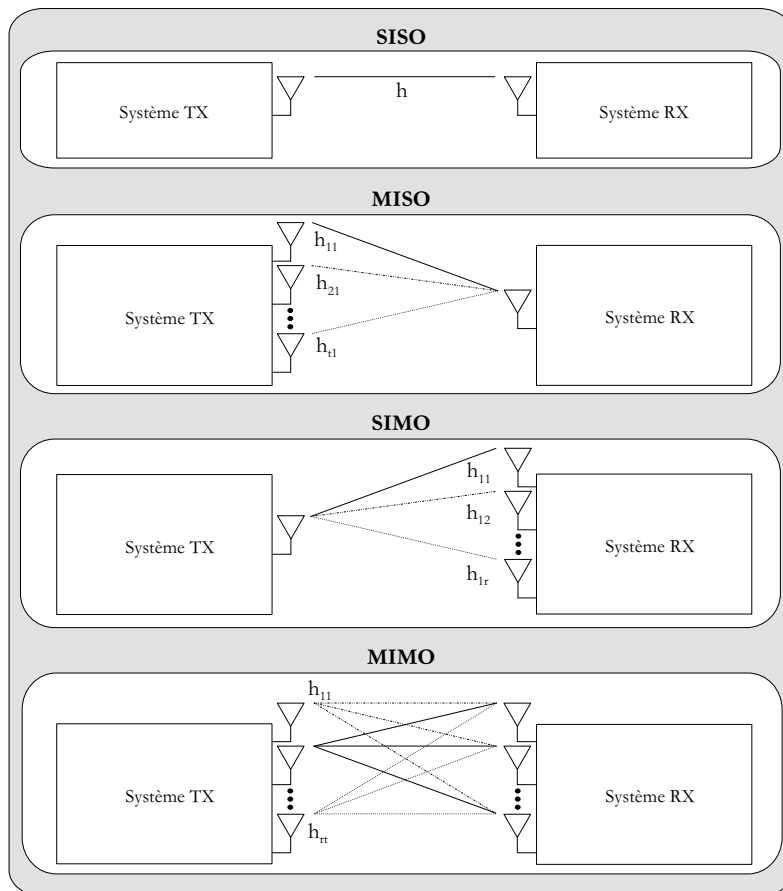 SISO
Système TX
h
Système RX
MISO
h11
Système TX
h21
Système RX
ht1
SIMO
h11
Système TX
h12
Système RX
h1r
MIMO
h11
Système TX
Système RX
hrt